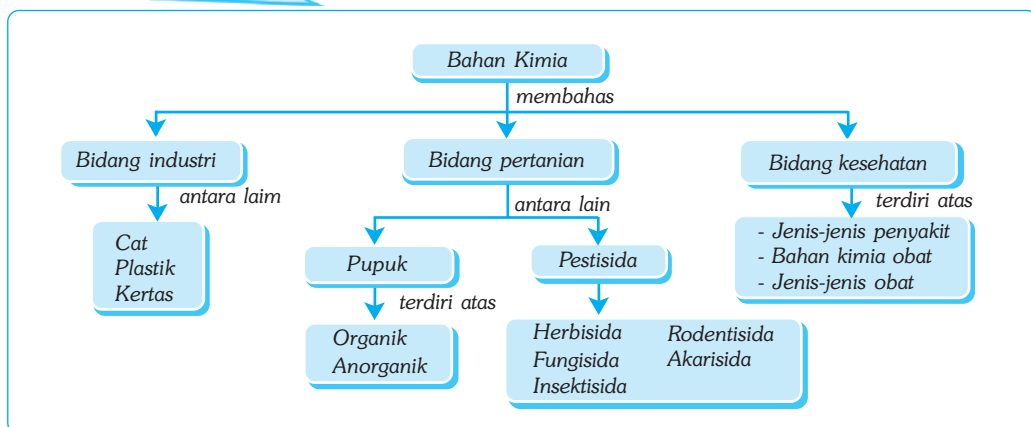 Bahan Kimia
membahas
Bidang industri
Bidang pertanian
Bidang kesehatan
antara laim
antara lain
terdiri atas
Cat
Plastik
Kertas
Pupuk
Pestisida
- Jenis-jenis penyakit
- Bahan kimia obat
- Jenis-jenis obat
terdiri atas
Organik
Anorganik
Herbisida
Fungisida
Insektisida
Rodentisida
Akarisida